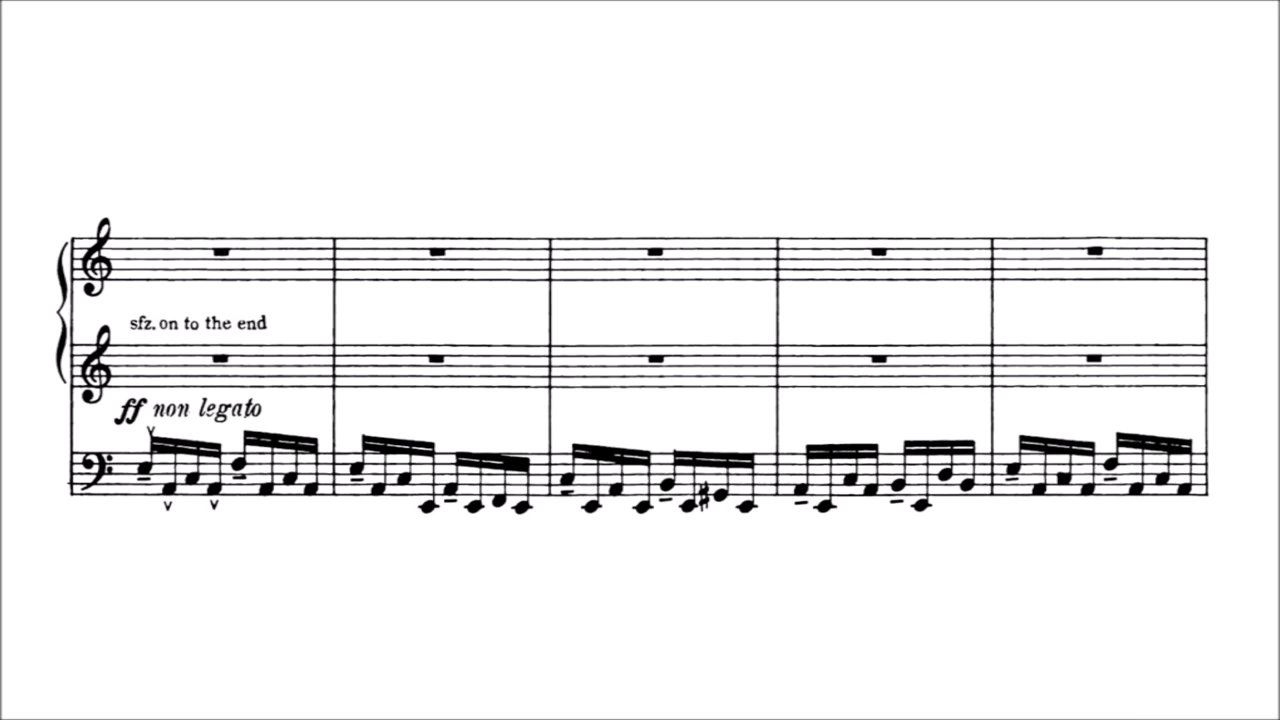 sfz. on to the end
ff non legato